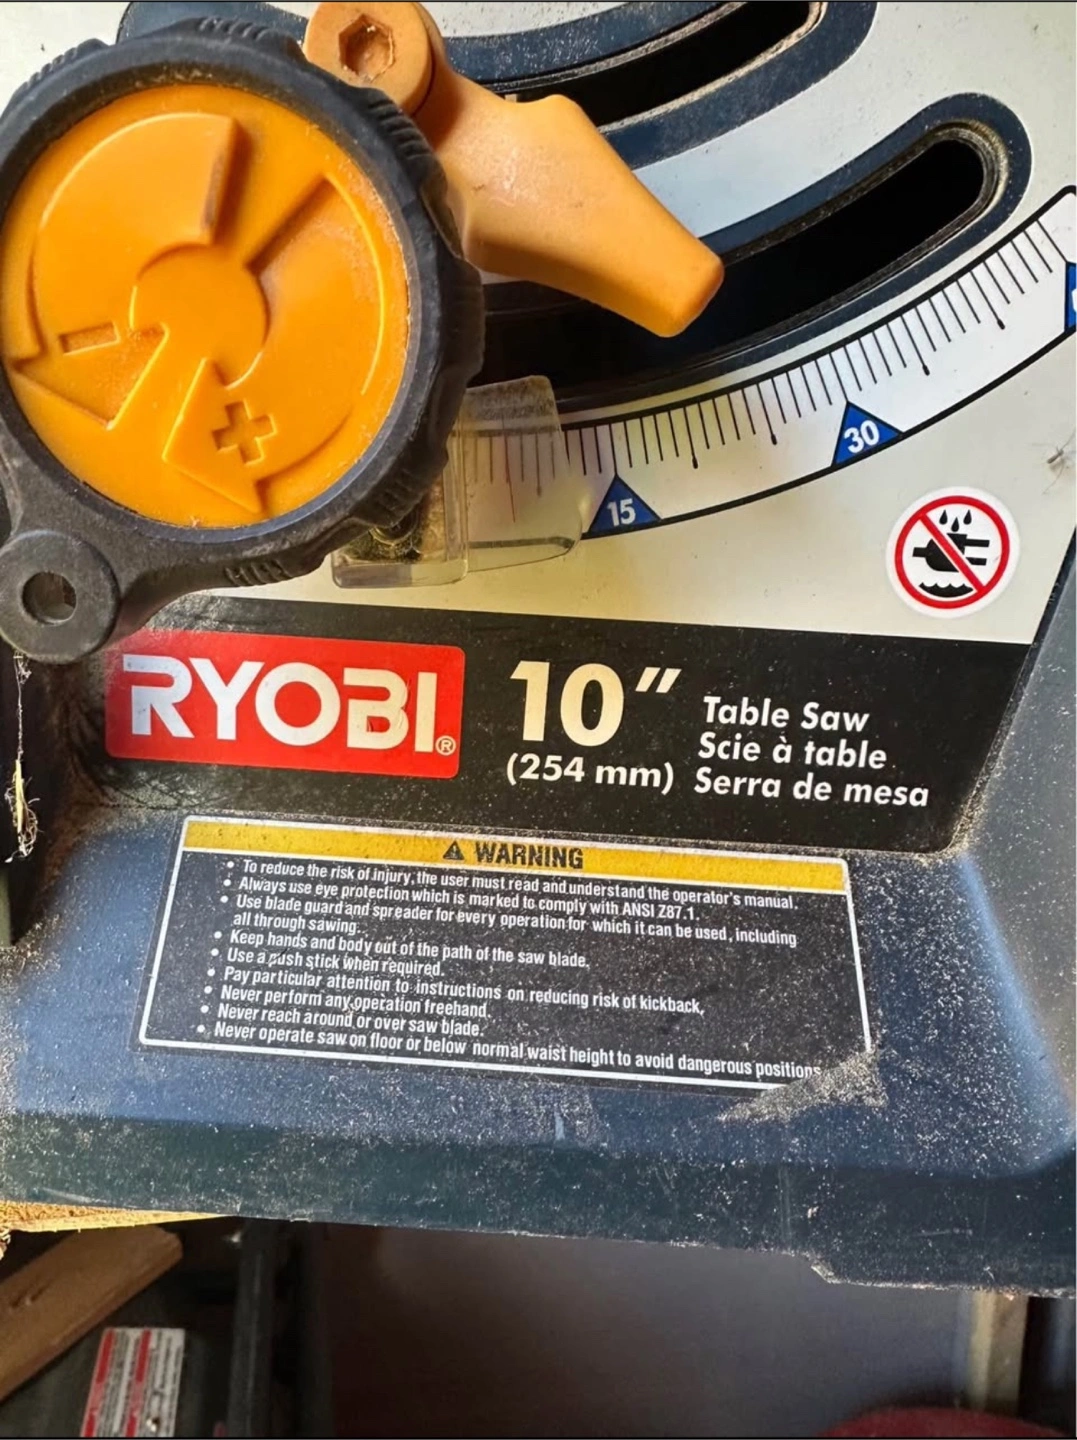 30
15
RYOBI®
10"
(254 mm)
Table Saw
Scie à table
Serra de mesa
⚠ WARNING
• To reduce the risk of injury, the user must read and understand the operator's manual.
• Always use eye protection which is marked to comply with ANSI Z87.1.
• Use blade guard and spreader for every operation for which it can be used, including
all through sawing.
• Keep hands and body out of the path of the saw blade.
• Use a push stick when required.
• Pay particular attention to instructions on reducing risk of kickback.
• Never perform any operation freehand.
• Never reach around or over saw blade.
• Never operate saw on floor or below normal waist height to avoid dangerous positions